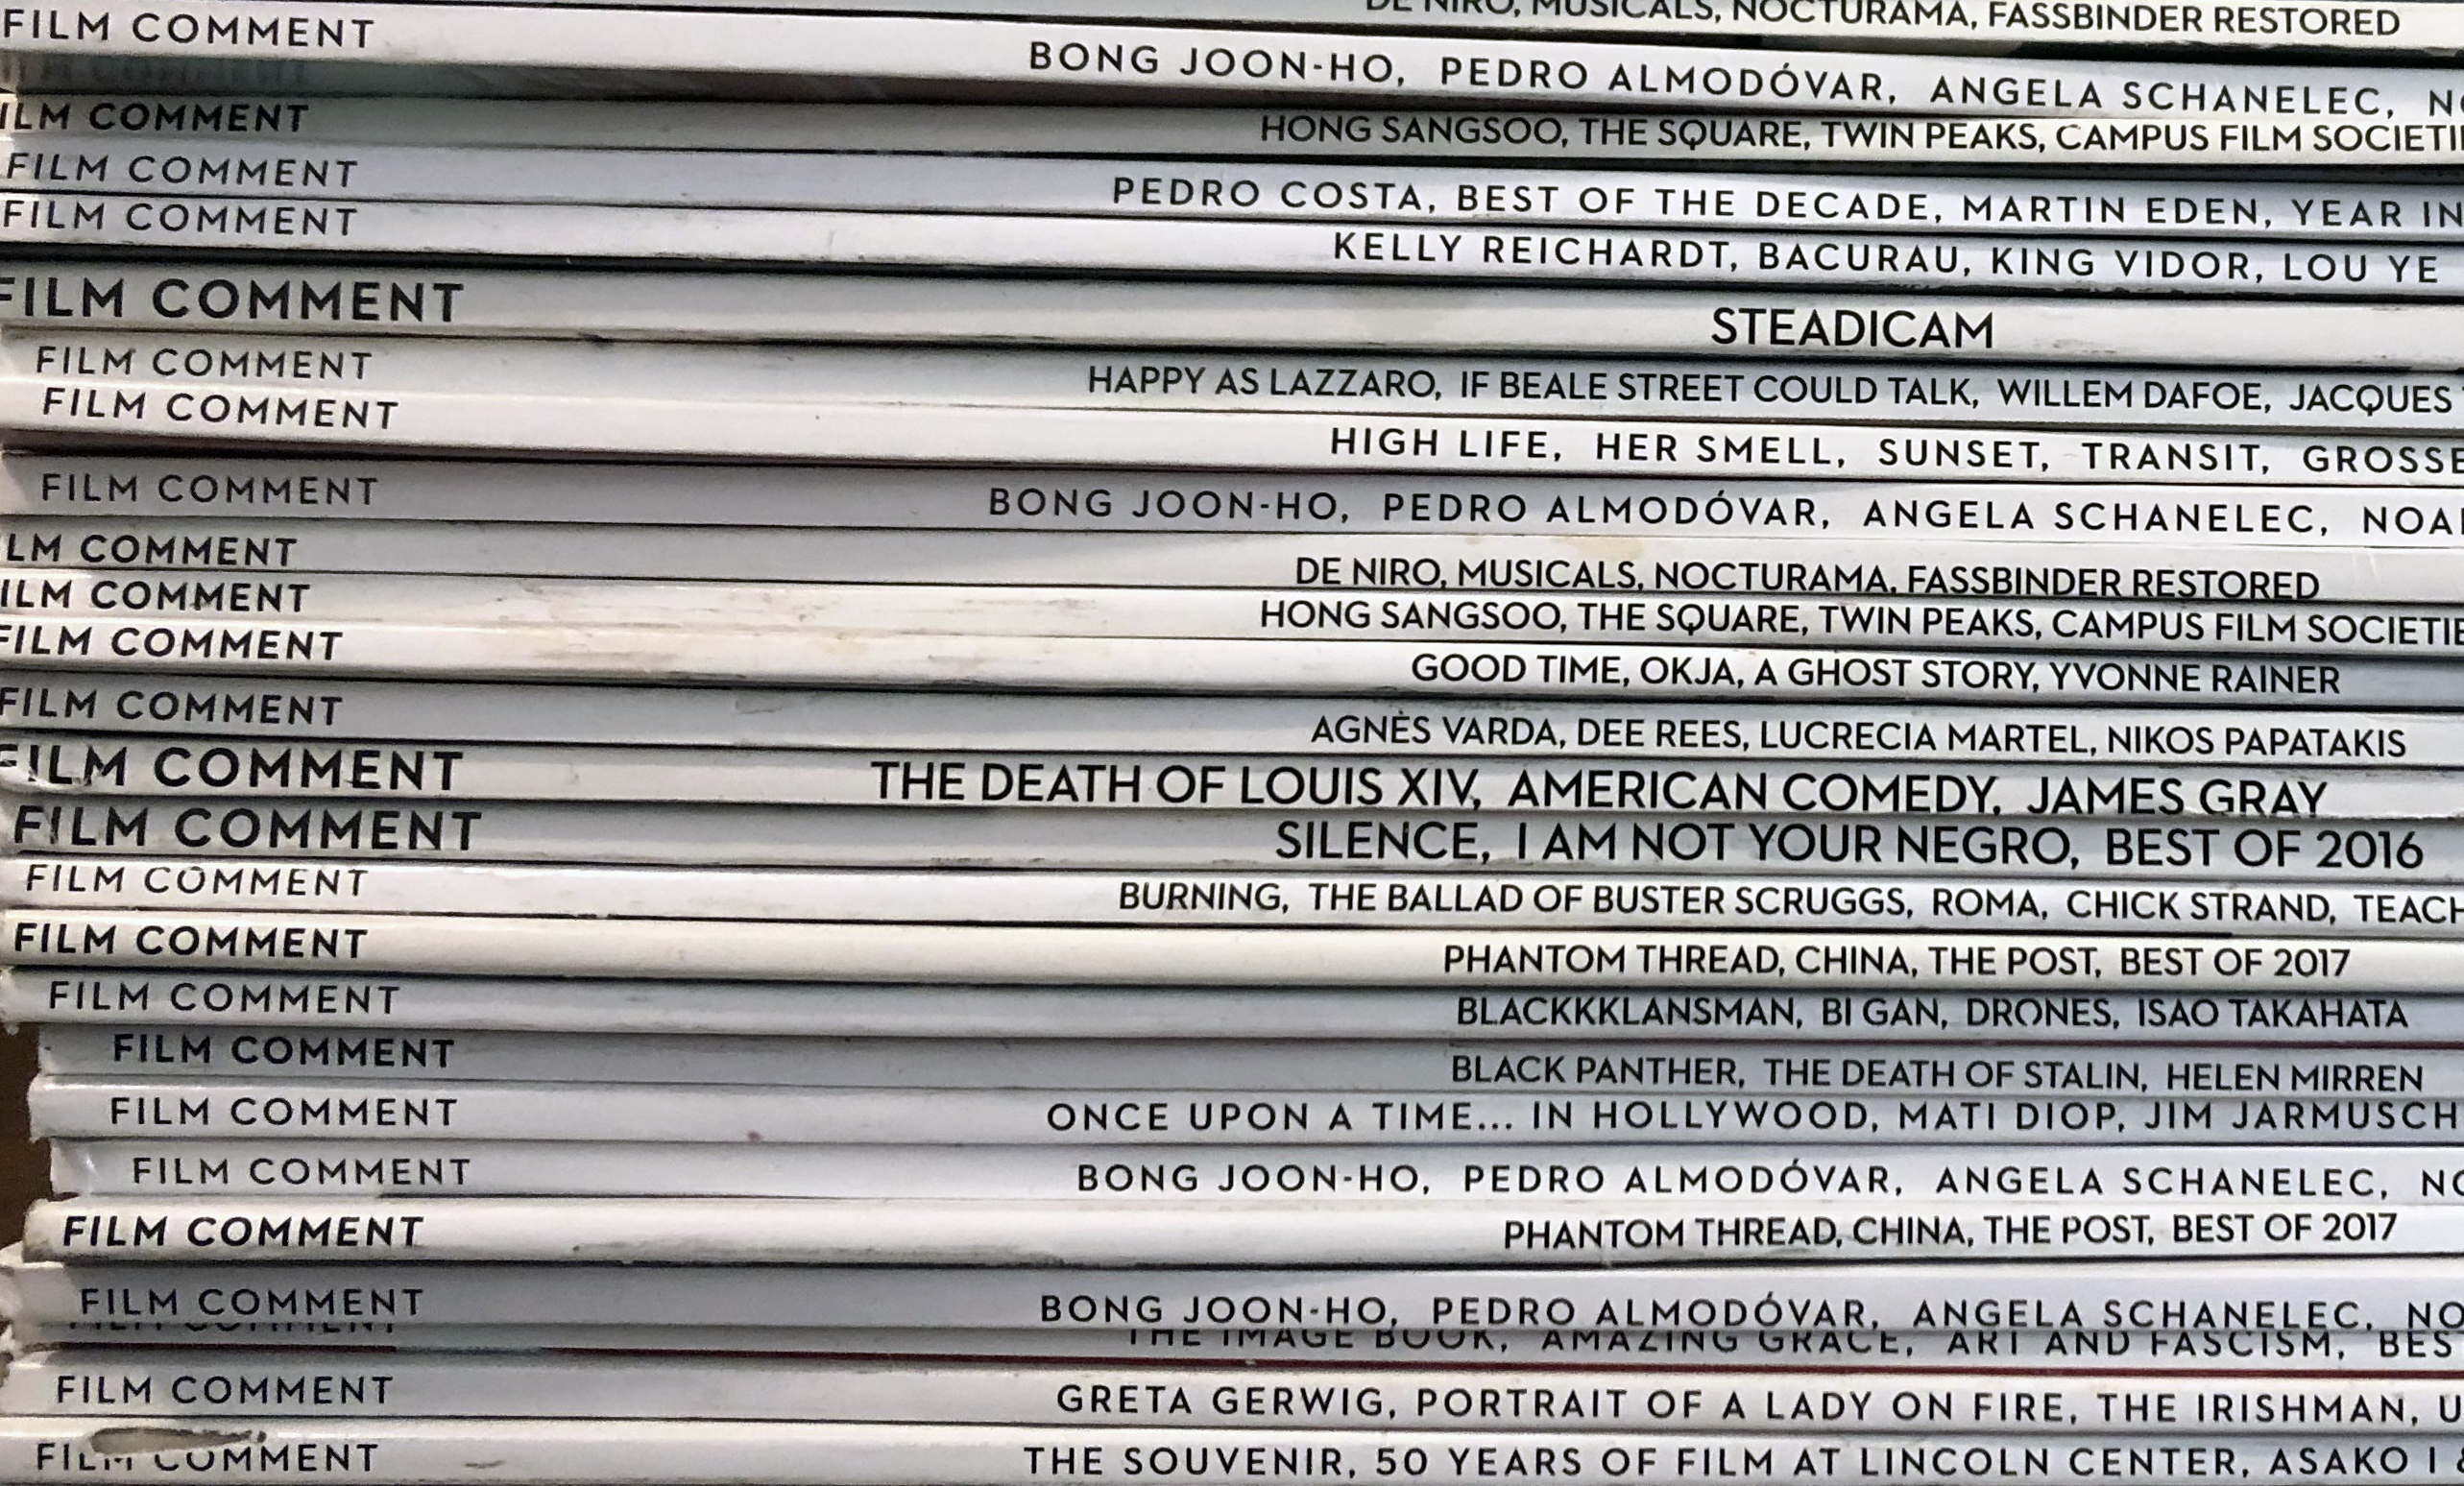 DE NIRO, MUSICALS, NOCTURAMA, FASSBINDER RESTORED
FILM COMMENT BONG JOON-HO, PEDRO ALMODÓVAR, ANGELA SCHANELEC,
ILM COMMENT HONG SANGSOO, THE SQUARE, TWIN PEAKS, CAMPUS FILM SOCIETI
FILM COMMENT PEDRO COSTA, BEST OF THE DECADE, MARTIN EDEN, YEAR IN
FILM COMMENT KELLY REICHARDT, BACURAU, KING VIDOR, LOU YE
FILM COMMENT STEADICAM
FILM COMMENT HAPPY AS LAZZARO, IF BEALE STREET COULD TALK, WILLEM DAFOE, JACQUES
FILM COMMENT HIGH LIFE, HER SMELL, SUNSET, TRANSIT, GROSSE
FILM COMMENT BONG JOON-HO, PEDRO ALMODÓVAR, ANGELA SCHANELEC, NOA
LM COMMENT DE NIRO, MUSICALS, NOCTURAMA, FASSBINDER RESTORED
ILM COMMENT HONG SANGSOO, THE SQUARE, TWIN PEAKS, CAMPUS FILM SOCIETIE
FILM COMMENT GOOD TIME, OKJA, A GHOST STORY, YVONNE RAINER
FILM COMMENT AGNÈS VARDA, DEE REES, LUCRECIA MARTEL, NIKOS PAPATAKIS
FILM COMMENT THE DEATH OF LOUIS XIV, AMERICAN COMEDY, JAMES GRAY
FILM COMMENT SILENCE, I AM NOT YOUR NEGRO, BEST OF 2016
FILM COMMENT BURNING, THE BALLAD OF BUSTER SCRUGGS, ROMA, CHICK STRAND, TEACH
FILM COMMENT PHANTOM THREAD, CHINA, THE POST, BEST OF 2017
FILM COMMENT BLACKKKLANSMAN, BI GAN, DRONES, ISAO TAKAHATA
FILM COMMENT BLACK PANTHER, THE DEATH OF STALIN, HELEN MIRREN
FILM COMMENT ONCE UPON A TIME... IN HOLLYWOOD, MATI DIOP, JIM JARMUSCH
FILM COMMENT BONG JOON-HO, PEDRO ALMODÓVAR, ANGELA SCHANELEC, NO
FILM COMMENT PHANTOM THREAD, CHINA, THE POST, BEST OF 2017
FILM COMMENT BONG JOON-HO, PEDRO ALMODÓVAR, ANGELA SCHANELEC, NO
FILM COMMENT THE IMAGE BOOK, AMAZING GRACE, ART AND FASCISM, BES
FILM COMMENT GRETA GERWIG, PORTRAIT OF A LADY ON FIRE, THE IRISHMAN, U
FILM COMMENT THE SOUVENIR, 50 YEARS OF FILM AT LINCOLN CENTER, ASAKO I